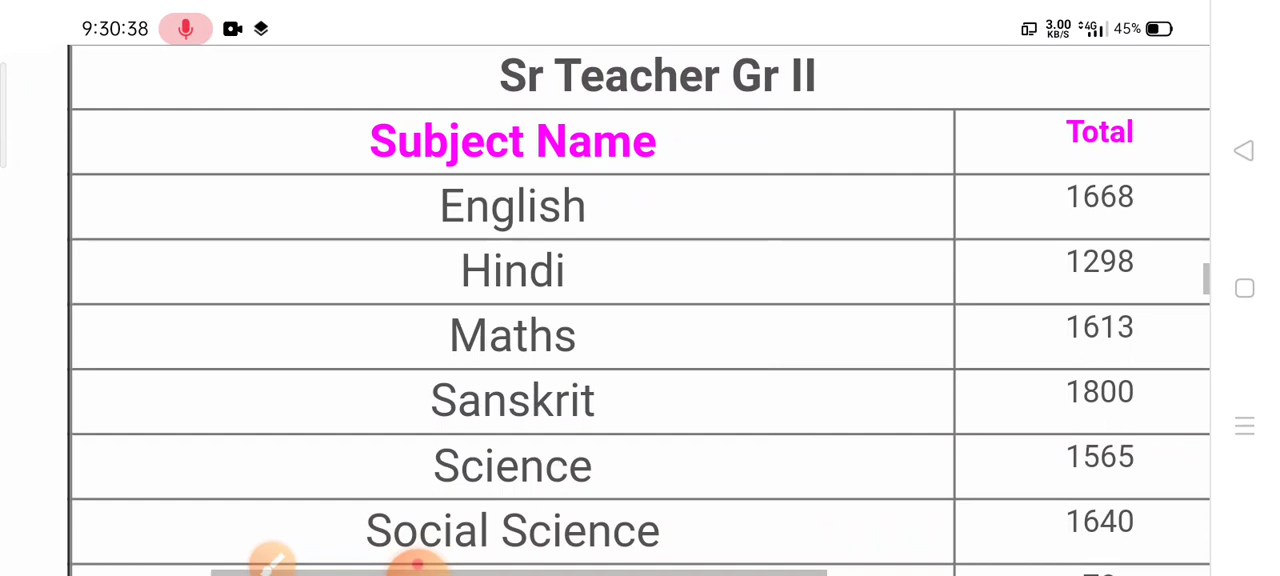 9:30:38 3.00 KB/S 4G 45%
Sr Teacher Gr II
Subject Name Total
English 1668
Hindi 1298
Maths 1613
Sanskrit 1800
Science 1565
Social Science 1640